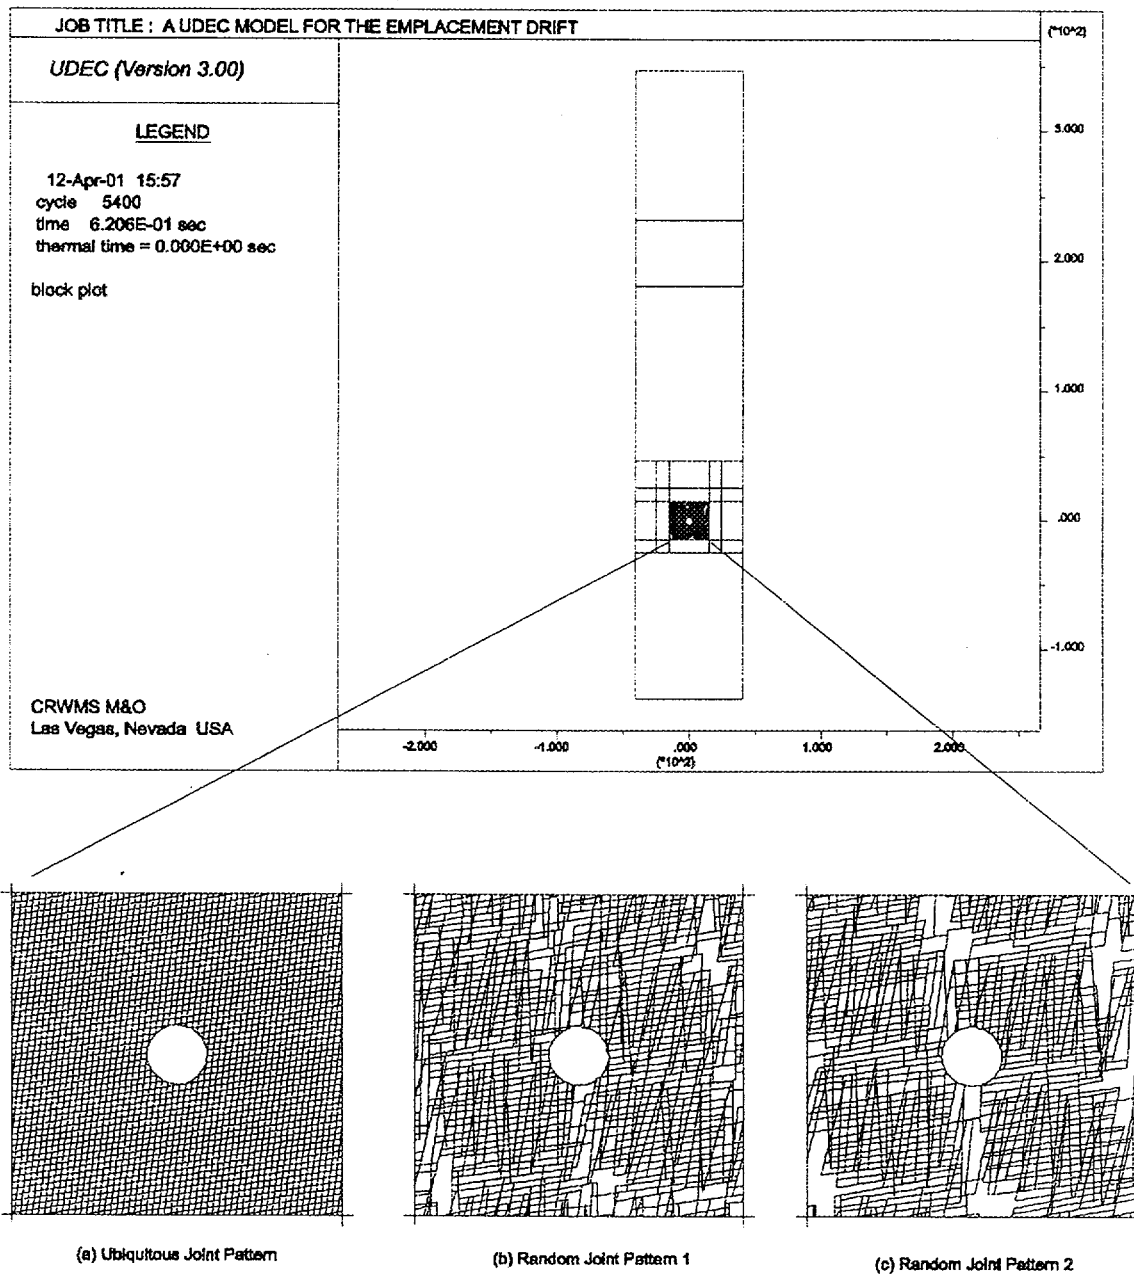 JOB TITLE : A UDEC MODEL FOR THE EMPLACEMENT DRIFT
(*10^2)
UDEC (Version 3.00)
LEGEND
12-Apr-01 15:57
cycle 5400
time 6.206E-01 sec
thermal time = 0.000E+00 sec
block plot
3.000
2.000
1.000
.000
-1.000
CRWMS M&O
Las Vegas, Nevada USA
-2.000 -1.000 .000 1.000 2.000
(*10^2)
(a) Ubiquitous Joint Pattern
(b) Random Joint Pattern 1
(c) Random Joint Pattern 2